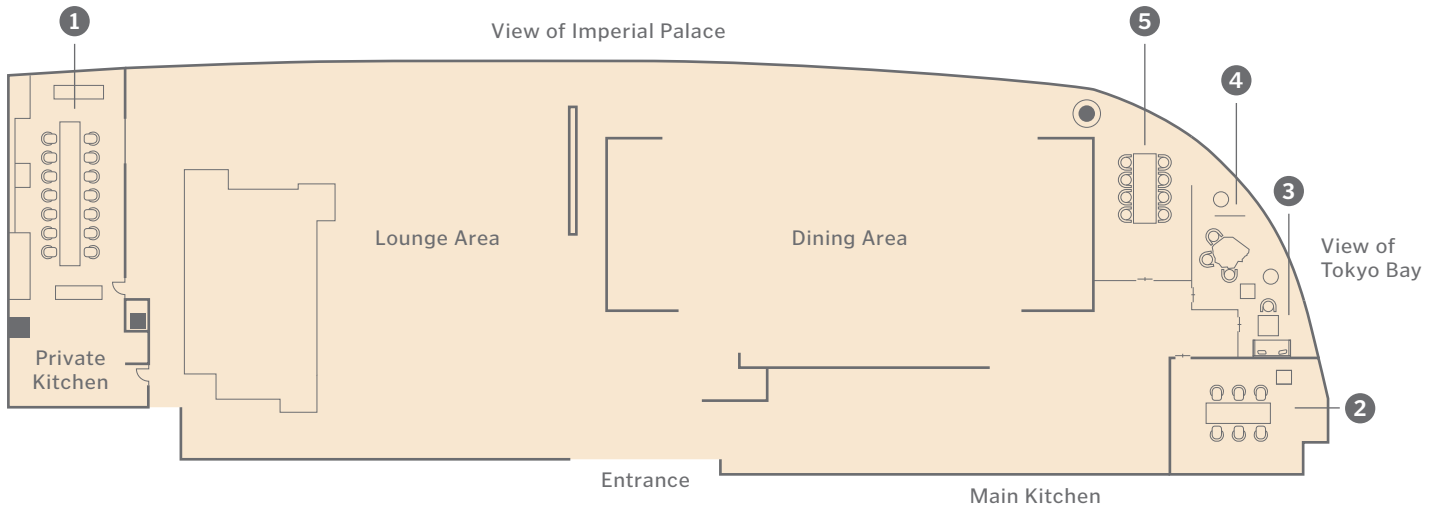 1
View of Imperial Palace
5
4
3
Lounge Area
Dining Area
View of
Tokyo Bay
Private
Kitchen
2
Entrance
Main Kitchen